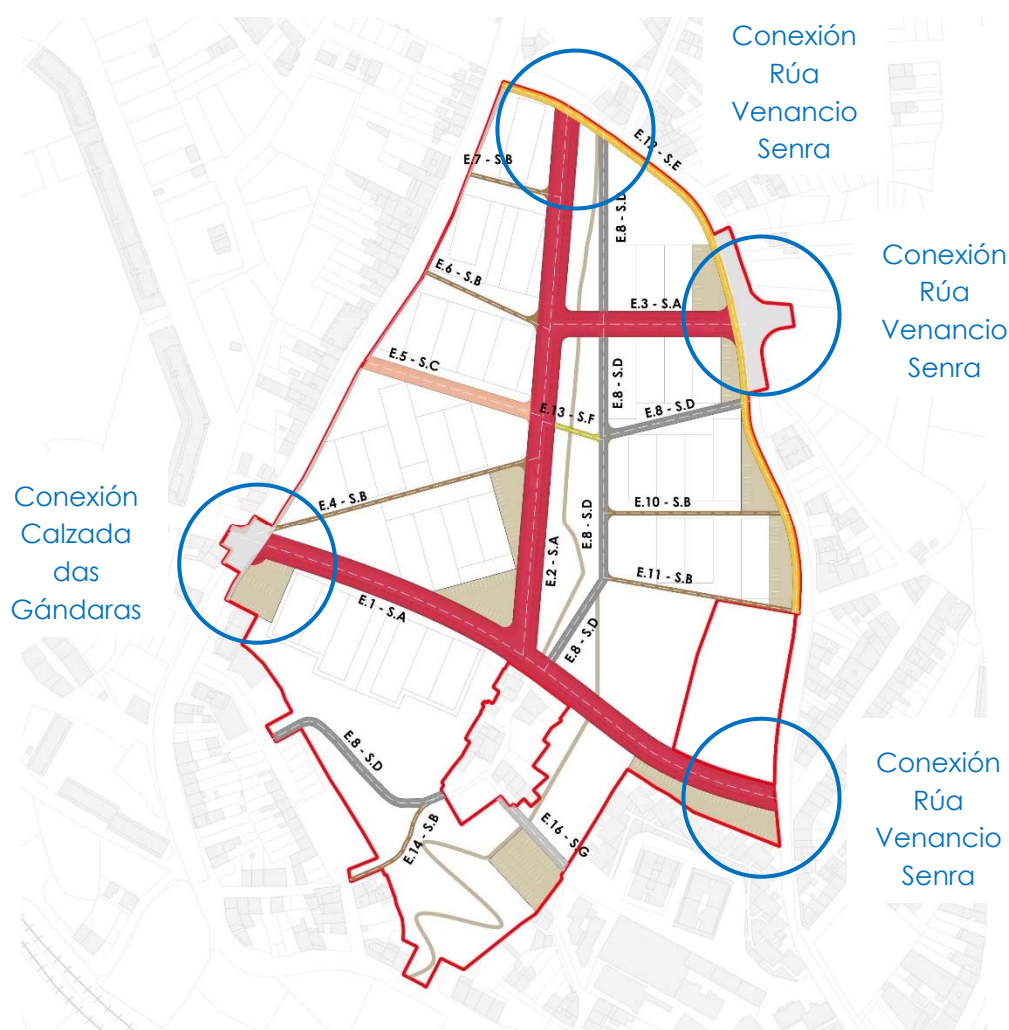 Conexión
Rúa
Venancio
Senra
E.12 - S.E
E.7 - S.B
E.8 - S.D
E.6 - S.B
Conexión
Rúa
Venancio
Senra
E.3 - S.A
E.5 - S.C
E.8 - S.D
E.13 - S.F
E.8 - S.D
Conexión
Calzada
das
Gándaras
E.4 - S.B
E.10 - S.B
E.8 - S.D
E.2 - S.A
E.11 - S.B
E.1 - S.A
E.8 - S.D
E.8 - S.D
E.14 - S.B
E.16 - S.G
Conexión
Rúa
Venancio
Senra